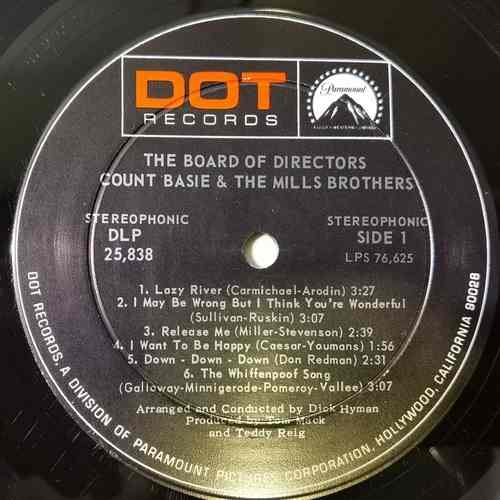 DOT
RECORDS
Paramount
THE BOARD OF DIRECTORS
COUNT BASIE & THE MILLS BROTHERS
STEREOPHONIC
DLP
25,838
STEREOPHONIC
SIDE 1
LPS 76,625
1. Lazy River (Carmichael-Arodin) 3:27
2. I May Be Wrong But I Think You're Wonderful
(Sullivan-Ruskin) 3:07
3. Release Me (Miller-Stevenson) 2:39
4. I Want To Be Happy (Caesar-Youmans) 1:56
5. Down - Down - Down (Don Redman) 2:31
6. The Whiffenpoof Song
(Galloway-Minnigerode-Pomeroy-Vallee) 3:07
Arranged and Conducted by Dick Hyman
Produced by Tom Mack
and Teddy Reig
DOT RECORDS, A DIVISION OF PARAMOUNT PICTURES CORPORATION, HOLLYWOOD, CALIFORNIA 90028